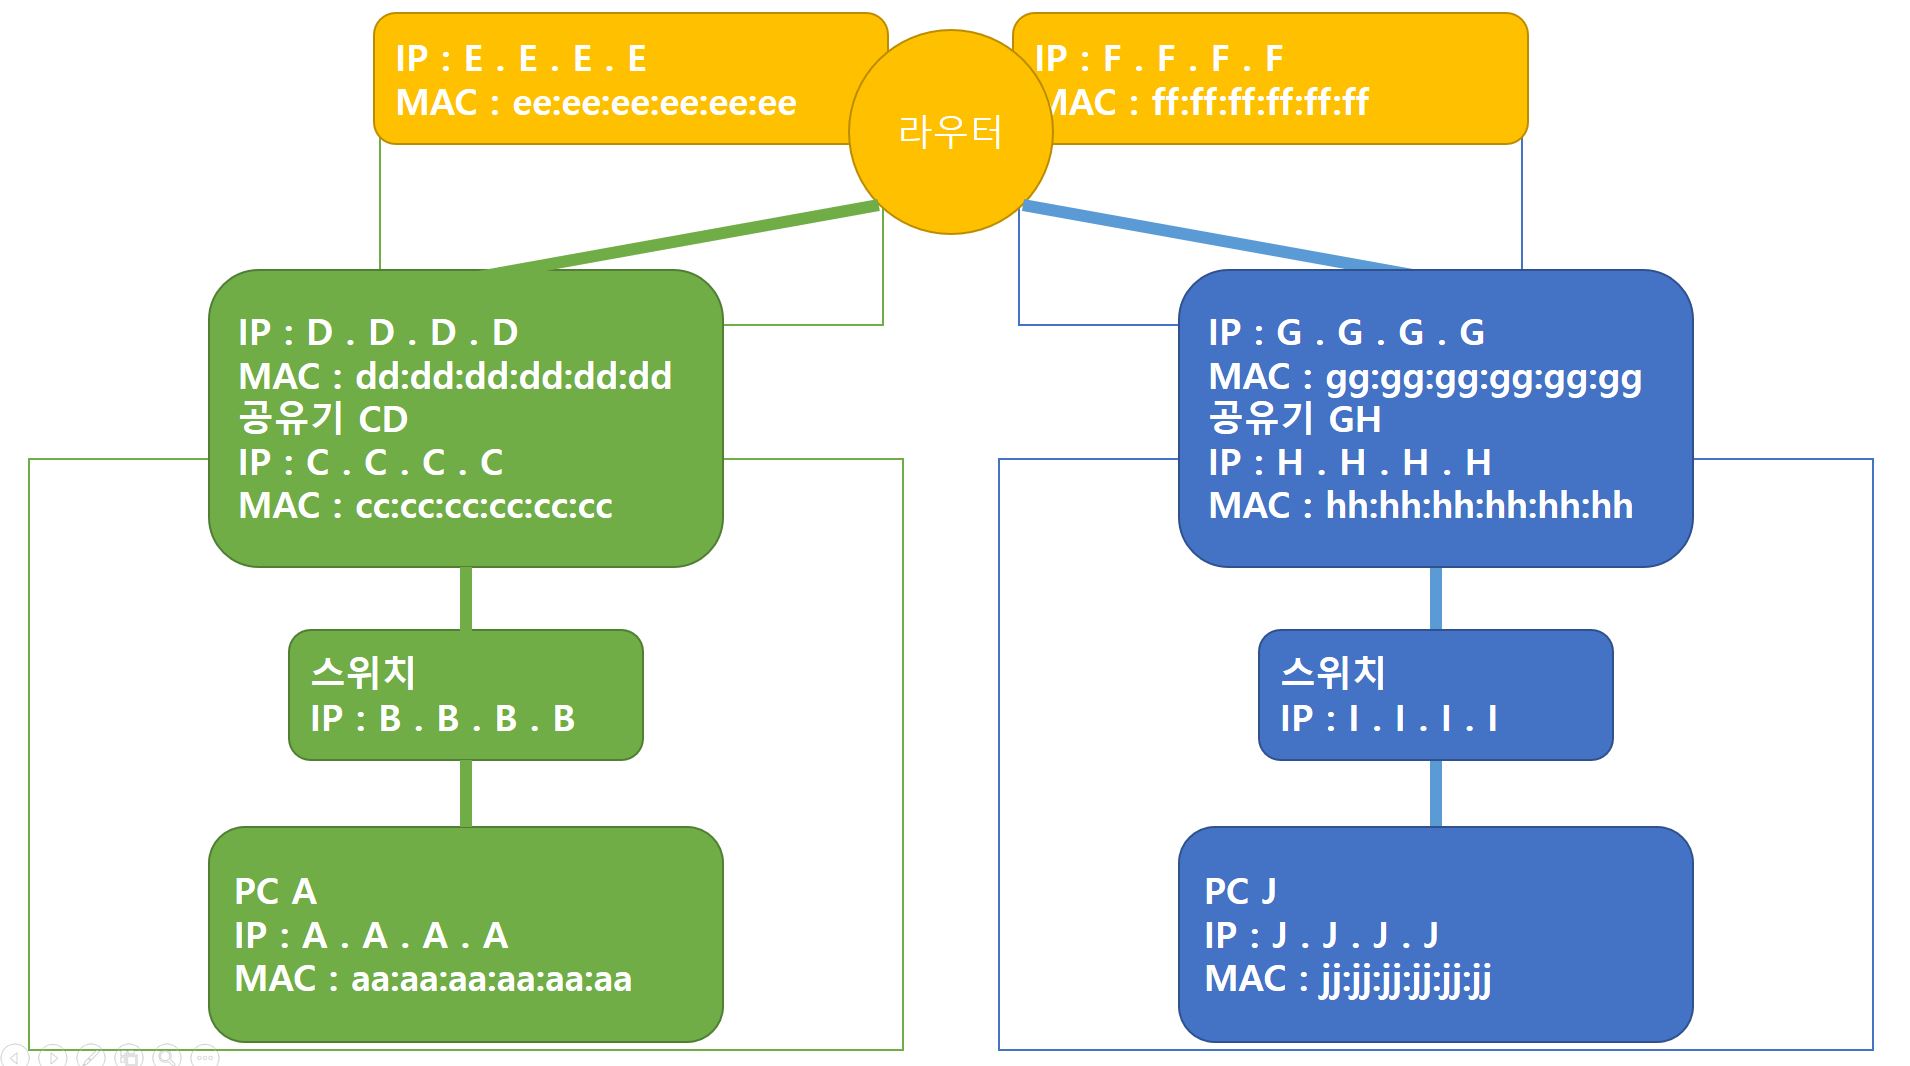 IP : E . E . E . E
MAC : ee:ee:ee:ee:ee:ee
라우터
IP : F . F . F . F
MAC : ff:ff:ff:ff:ff:ff
IP : D . D . D . D
MAC : dd:dd:dd:dd:dd:dd
공유기 CD
IP : C . C . C . C
MAC : cc:cc:cc:cc:cc:cc
스위치
IP : B . B . B . B
PC A
IP : A . A . A . A
MAC : aa:aa:aa:aa:aa:aa
IP : G . G . G . G
MAC : gg:gg:gg:gg:gg:gg
공유기 GH
IP : H . H . H . H
MAC : hh:hh:hh:hh:hh:hh
스위치
IP : I . I . I . I
PC J
IP : J . J . J . J
MAC : jj:jj:jj:jj:jj:jj